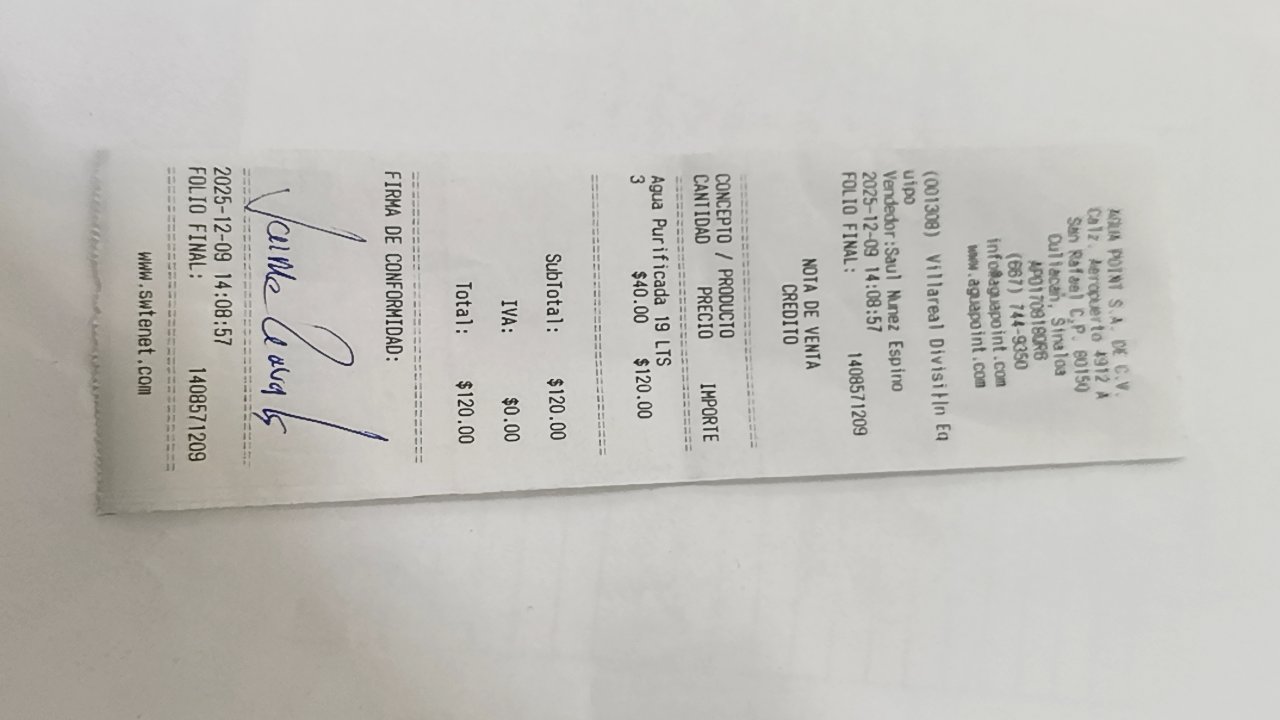 AGUA POINT S.A. DE C.V.
Calz. Aeropuerto 4912 A
San Rafael C.P. 80150
Culiacan, Sinaloa
(667) 744-9350
info@aguapoint.com
www.aguapoint.com
(001308) Villareal Divisi|n Eq
uipo
Vendedor:Saul Nunez Espino
2025-12-09 14:08:57
FOLIO FINAL: 1408571209
NOTA DE VENTA
CREDITO
CONCEPTO / PRODUCTO
CANTIDAD PRECIO IMPORTE
Agua Purificada 19 LTS
3 $40.00 $120.00
SubTotal: $120.00
IVA: $0.00
Total: $120.00
FIRMA DE CONFORMIDAD:
2025-12-09 14:08:57
FOLIO FINAL: 1408571209
www.swtenet.com